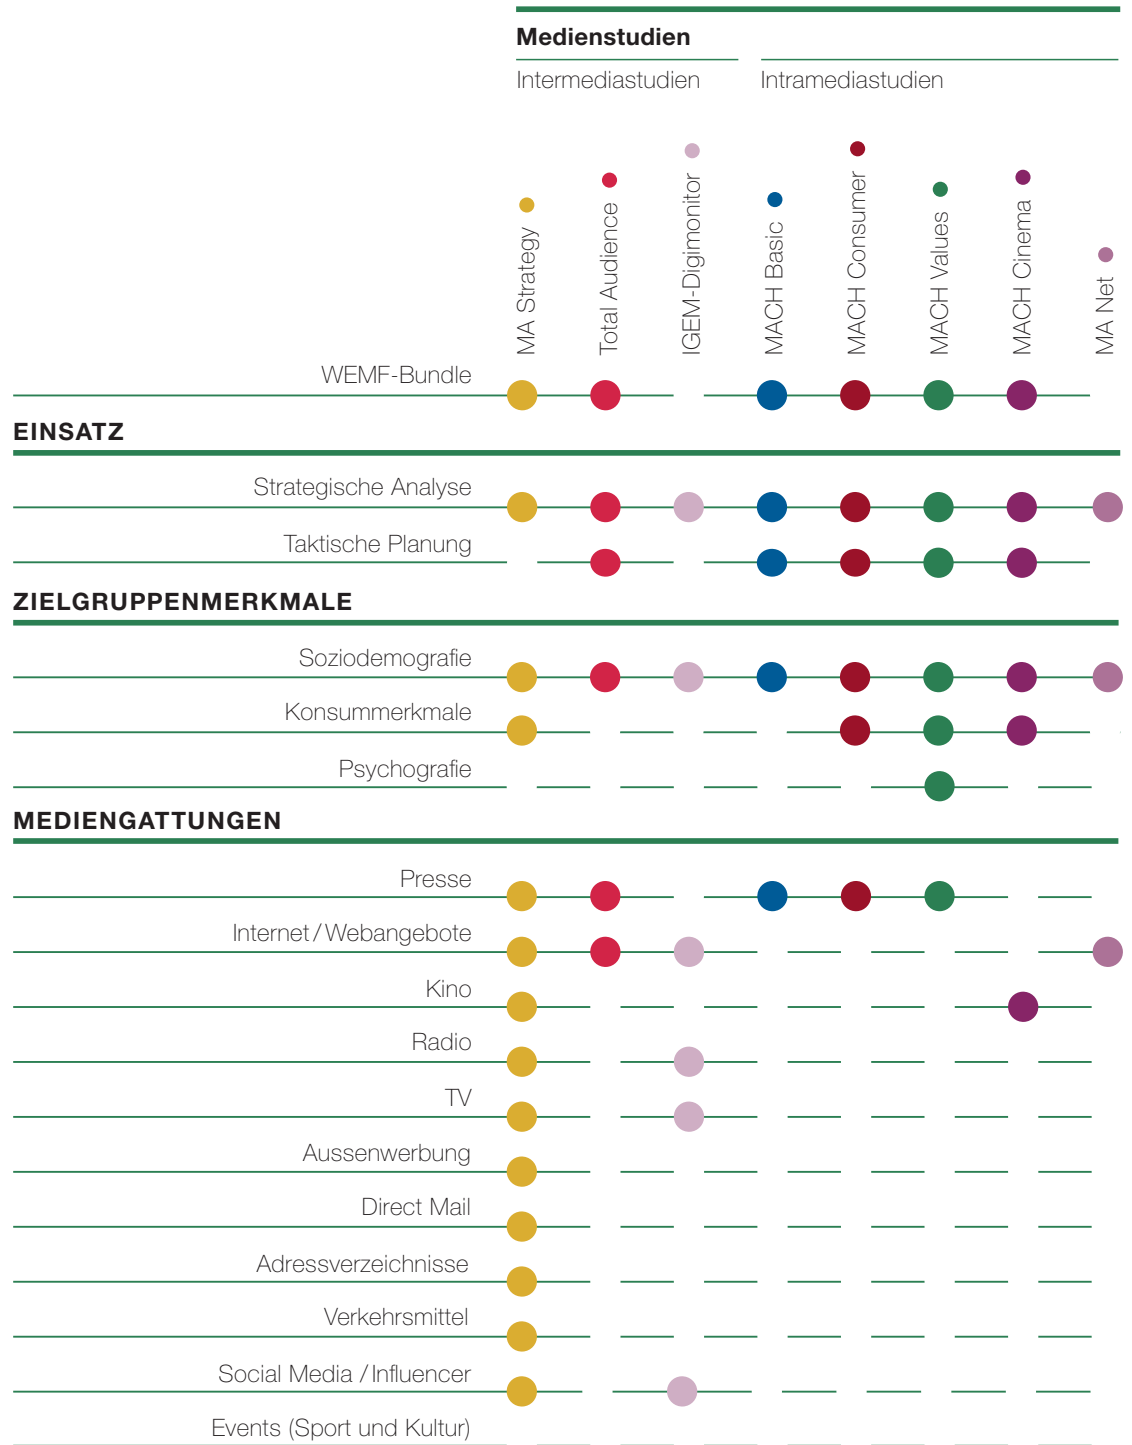 Medienstudien
Intermediastudien
Intramediastudien
MA Strategy
Total Audience
IGEM-Digimonitor
MACH Basic
MACH Consumer
MACH Values
MACH Cinema
MA Net
WEMF-Bundle
EINSATZ
Strategische Analyse
Taktische Planung
ZIELGRUPPENMERKMALE
Soziodemografie
Konsummerkmale
Psychografie
MEDIENGATTUNGEN
Presse
Internet / Webangebote
Kino
Radio
TV
Aussenwerbung
Direct Mail
Adressverzeichnisse
Verkehrsmittel
Social Media / Influencer
Events (Sport und Kultur)